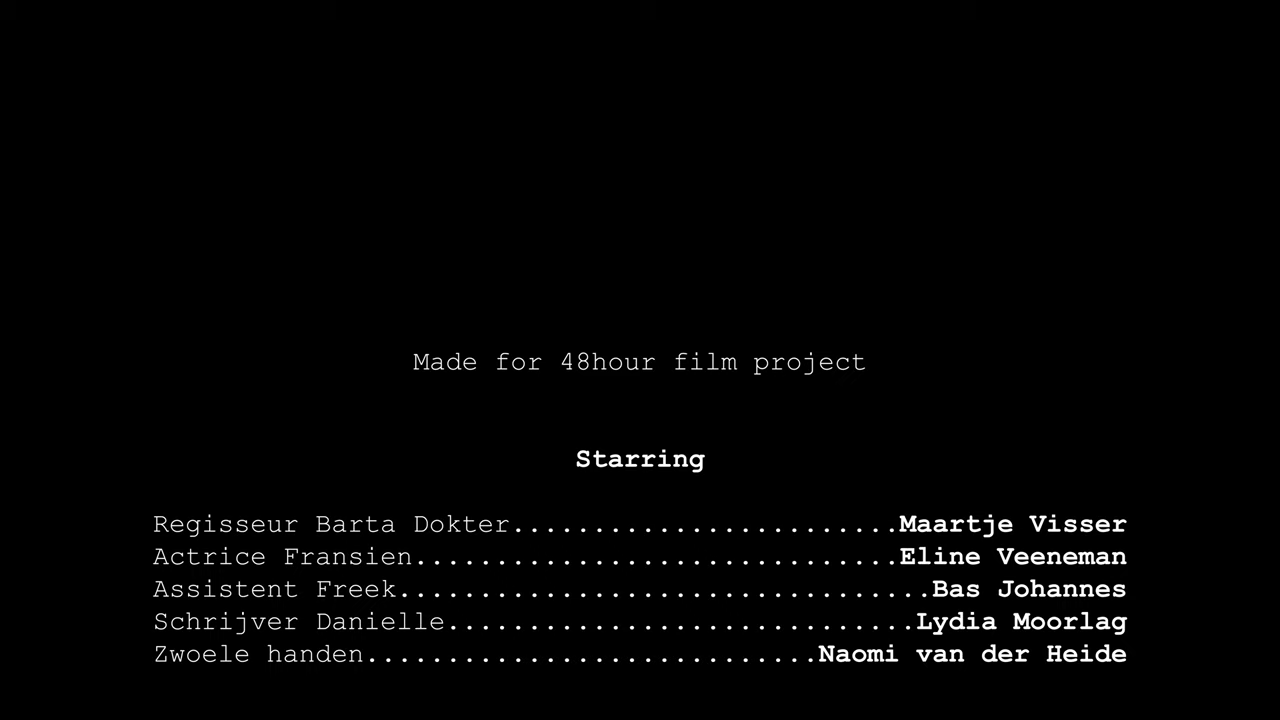 Made for 48hour film project
Starring
Regisseur Barta Dokter........................Maartje Visser
Actrice Fransien..............................Eline Veeneman
Assistent Freek.................................Bas Johannes
Schrijver Danielle.............................Lydia Moorlag
Zwoele handen............................Naomi van der Heide